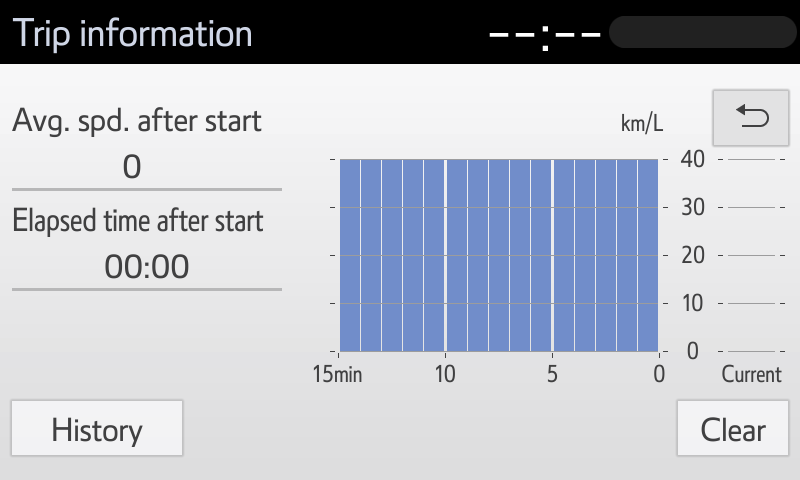 Trip information
--:--
Avg. spd. after start
0
Elapsed time after start
00:00
km/L
40
30
20
10
0
15min 10 5 0 Current
History
Clear